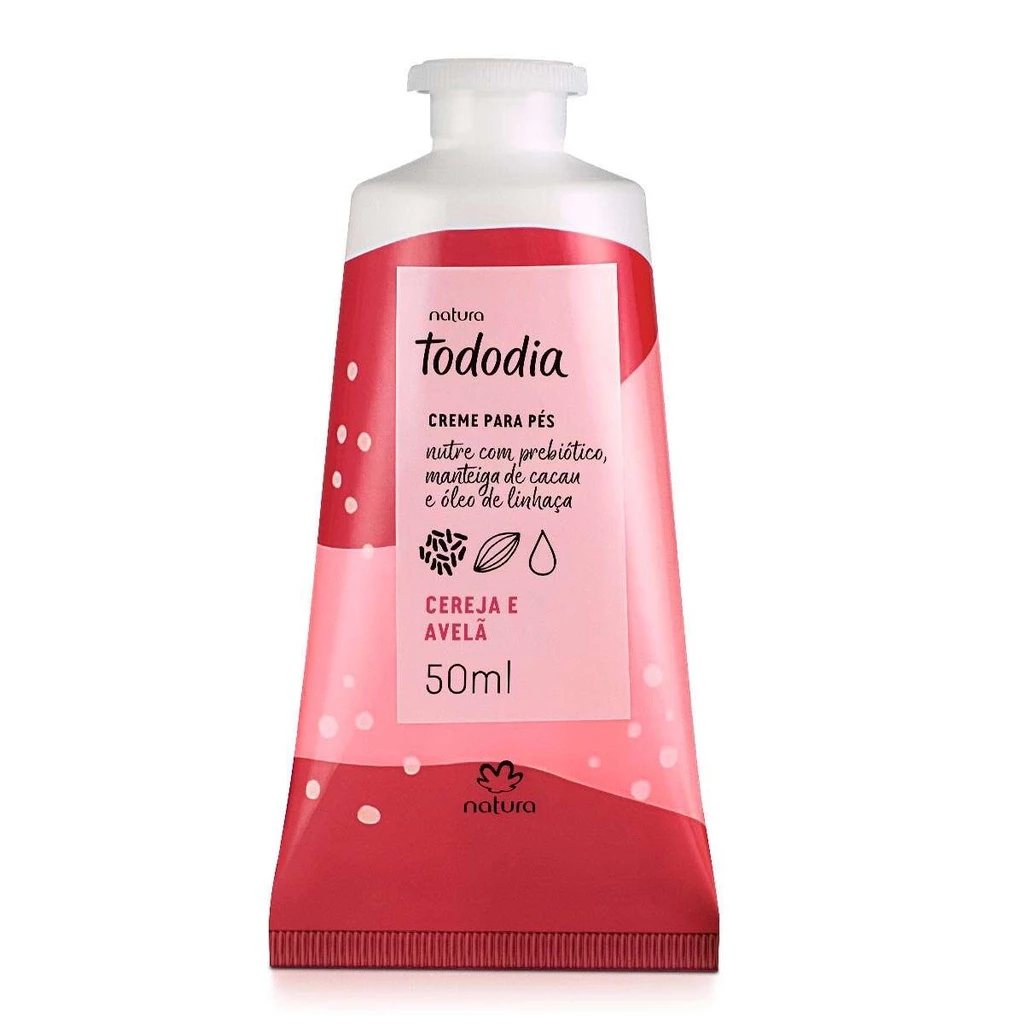 natura
Tododia
CREME PARA PÉS
nutre com prebiótico,
manteiga de cacau
e óleo de linhaça
CEREJA E
AVELÃ
50ml
natura